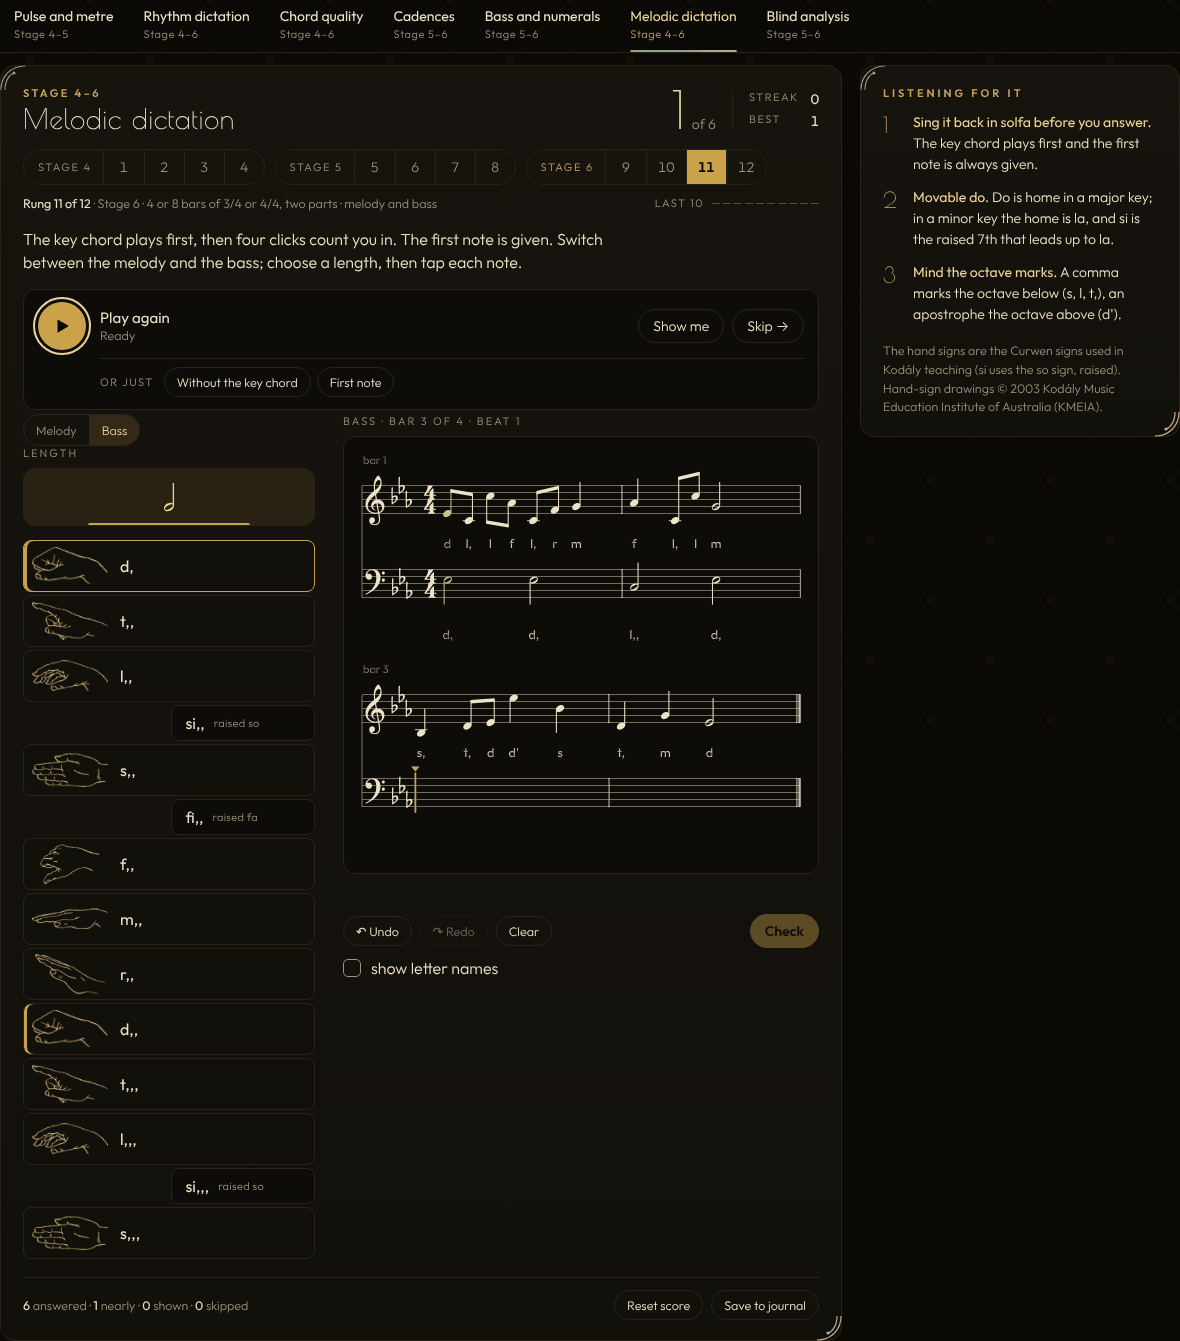 Pulse and metre
Stage 4–5
Rhythm dictation
Stage 4–6
Chord quality
Stage 4–6
Cadences
Stage 5–6
Bass and numerals
Stage 5–6
Melodic dictation
Stage 4–6
Blind analysis
Stage 5–6
STAGE 4–6
Melodic dictation
1 of 6
STREAK 0
BEST 1
STAGE 4 1 2 3 4
STAGE 5 5 6 7 8
STAGE 6 9 10 11 12
Rung 11 of 12 · Stage 6 · 4 or 8 bars of 3/4 or 4/4, two parts · melody and bass
LAST 10
The key chord plays first, then four clicks count you in. The first note is given. Switch
between the melody and the bass; choose a length, then tap each note.
Play again
Ready
Show me
Skip →
OR JUST
Without the key chord
First note
Melody
Bass
LENGTH
d,
t,,
l,,
si,, raised so
s,,
fi,, raised fa
f,,
m,,
r,,
d,,
t,,,
l,,,
si,,, raised so
s,,,
BASS · BAR 3 OF 4 · BEAT 1
bar 1
4
4
d l, l f l, r m f l, l m
4
4
d, d, l,, d,
bar 3
s, t, d d' s t, m d
↶ Undo
↷ Redo
Clear
Check
show letter names
6 answered · 1 nearly · 0 shown · 0 skipped
Reset score
Save to journal
LISTENING FOR IT
1 Sing it back in solfa before you answer.
The key chord plays first and the first
note is always given.
2 Movable do. Do is home in a major key;
in a minor key the home is la, and si is
the raised 7th that leads up to la.
3 Mind the octave marks. A comma
marks the octave below (s, l, t,), an
apostrophe the octave above (d').
The hand signs are the Curwen signs used in
Kodály teaching (si uses the so sign, raised).
Hand-sign drawings © 2003 Kodály Music
Education Institute of Australia (KMEIA).